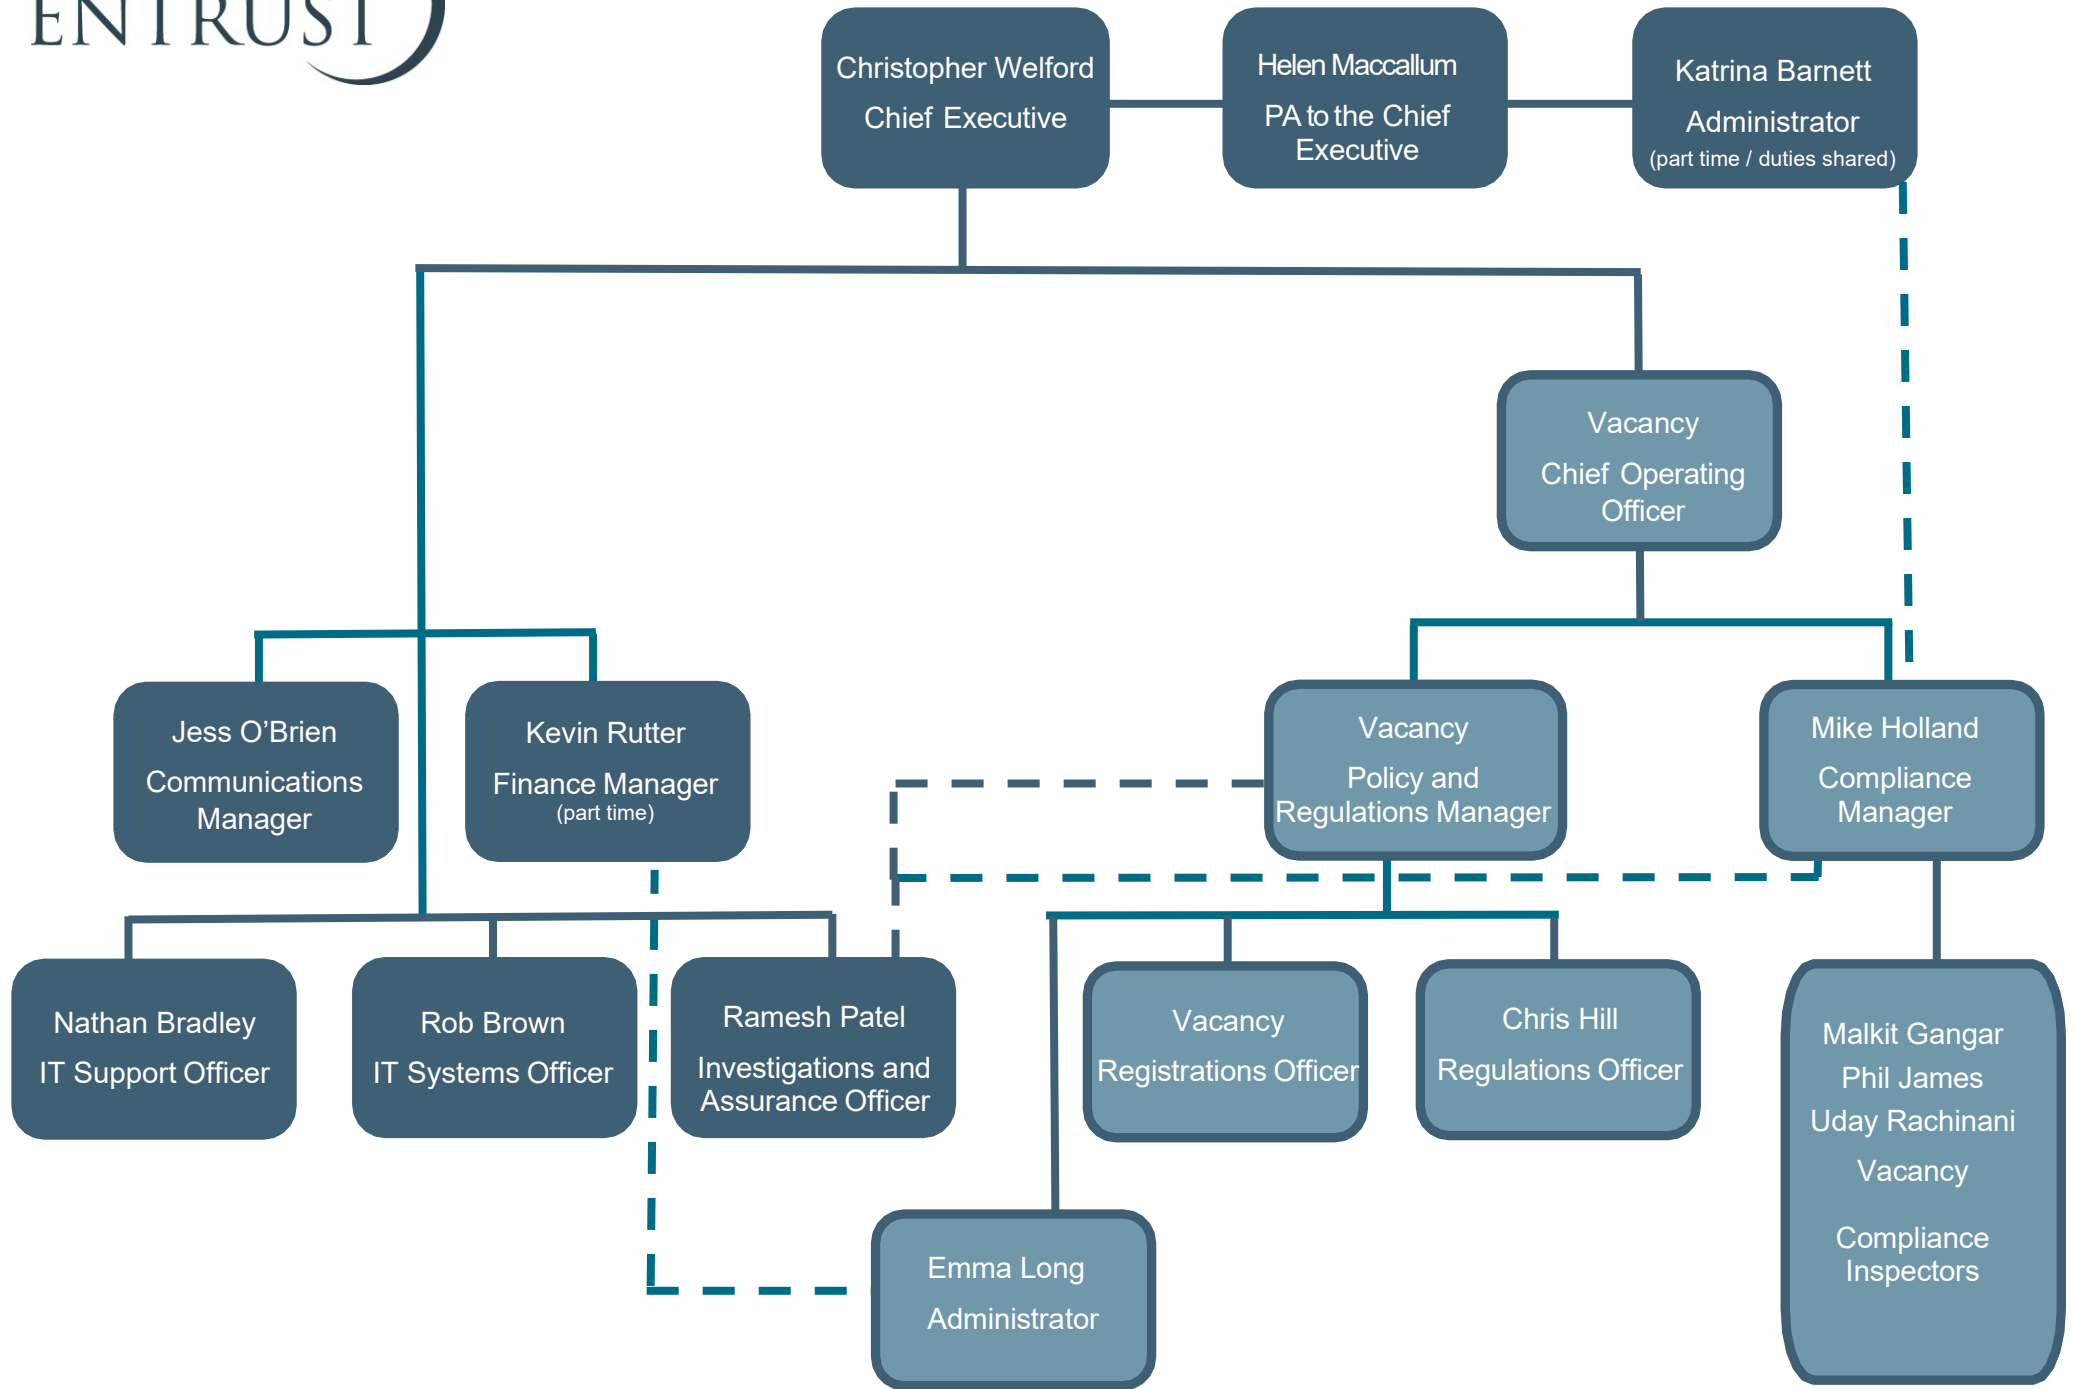 ENTRUST
Christopher Welford
Chief Executive
Helen Maccallum
PA to the Chief
Executive
Katrina Barnett
Administrator
(part time / duties shared)
Vacancy
Chief Operating
Officer
Jess O’Brien
Communications
Manager
Kevin Rutter
Finance Manager
(part time)
Vacancy
Policy and
Regulations Manager
Mike Holland
Compliance
Manager
Nathan Bradley
IT Support Officer
Rob Brown
IT Systems Officer
Ramesh Patel
Investigations and
Assurance Officer
Vacancy
Registrations Officer
Chris Hill
Regulations Officer
Malkit Gangar
Phil James
Uday Rachinani
Vacancy
Compliance
Inspectors
Emma Long
Administrator